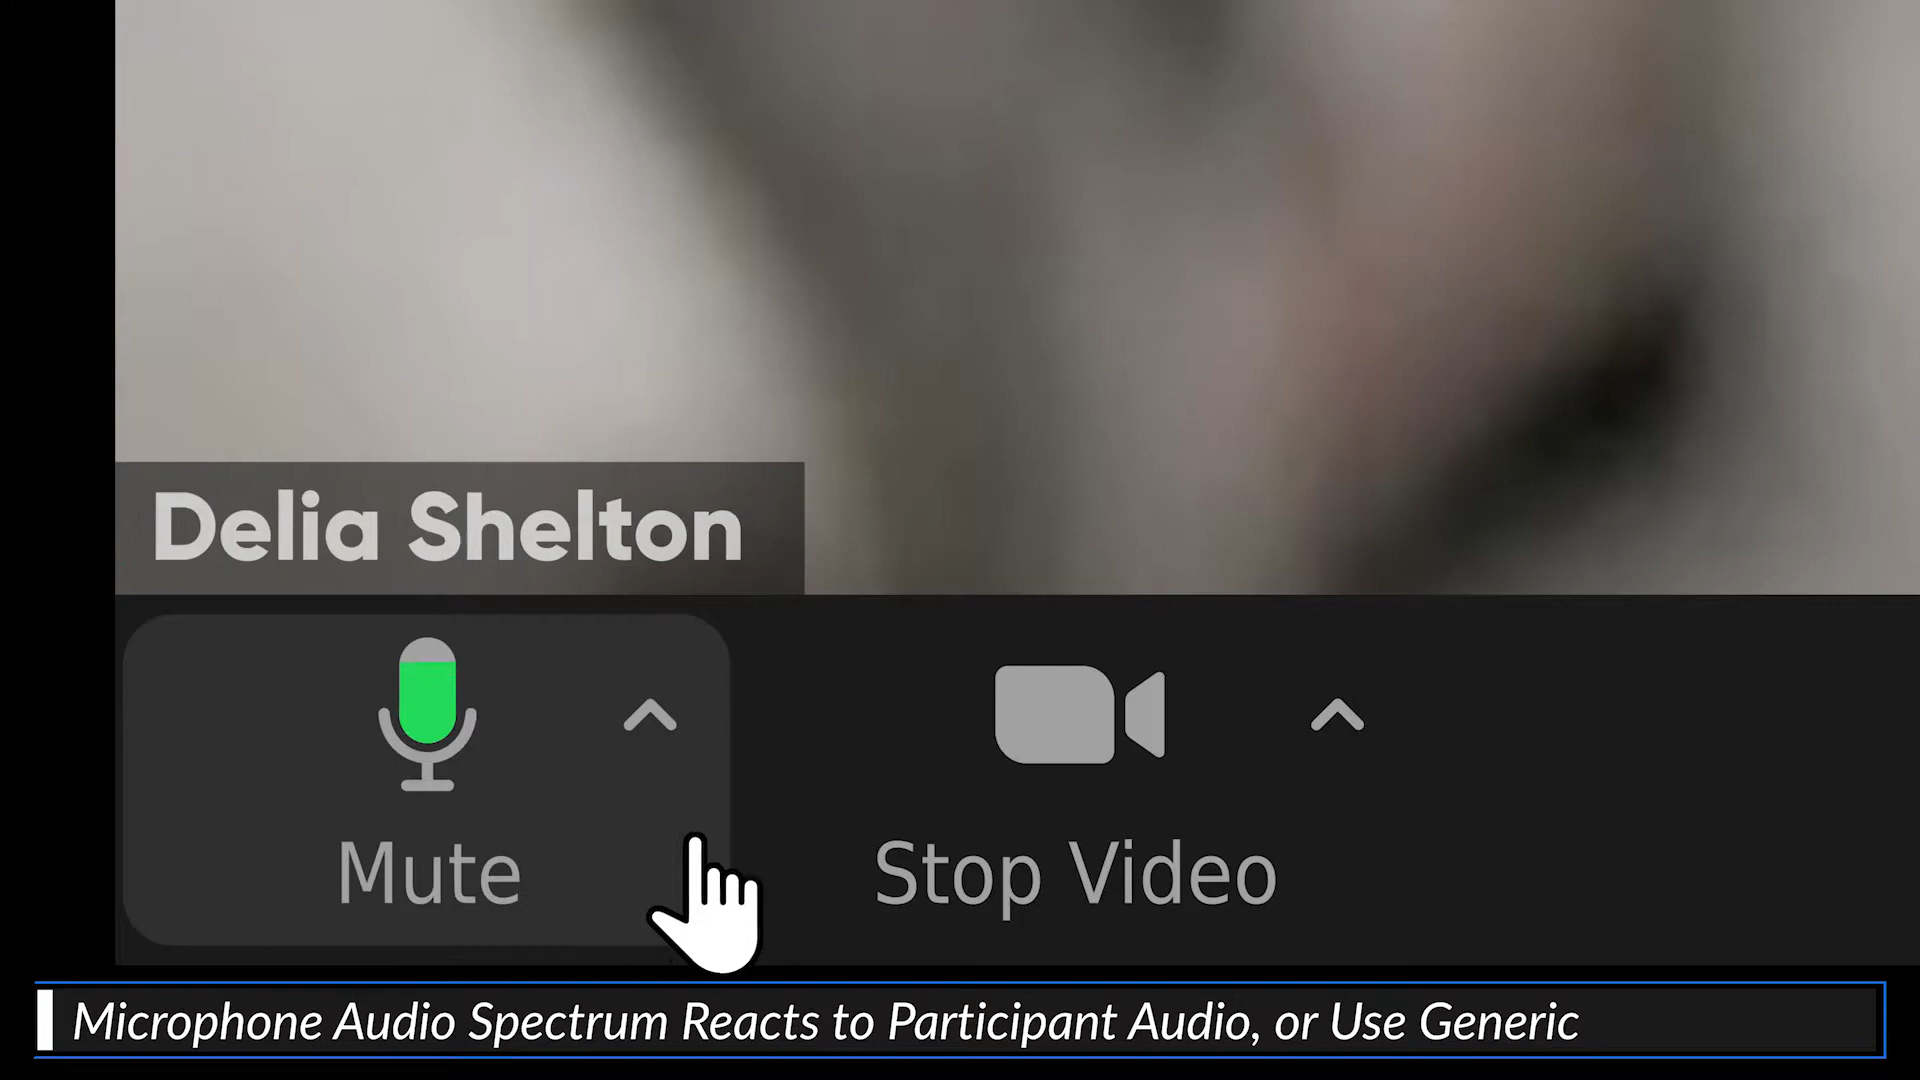 Delia Shelton
Mute
Stop Video
Microphone Audio Spectrum Reacts to Participant Audio, or Use Generic